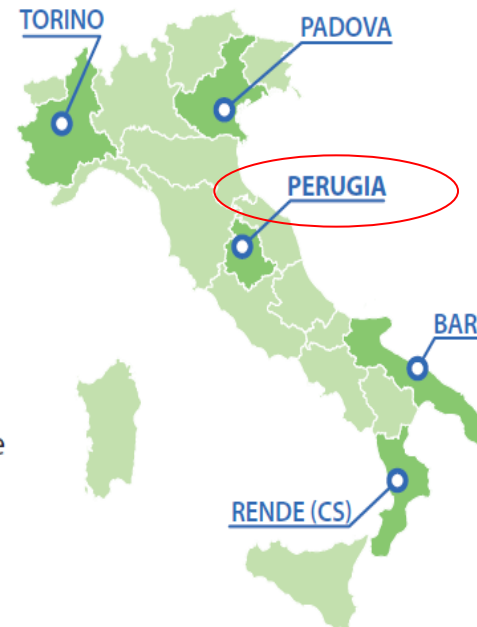 TORINO
PADOVA
PERUGIA
BAR
RENDE (CS)
e